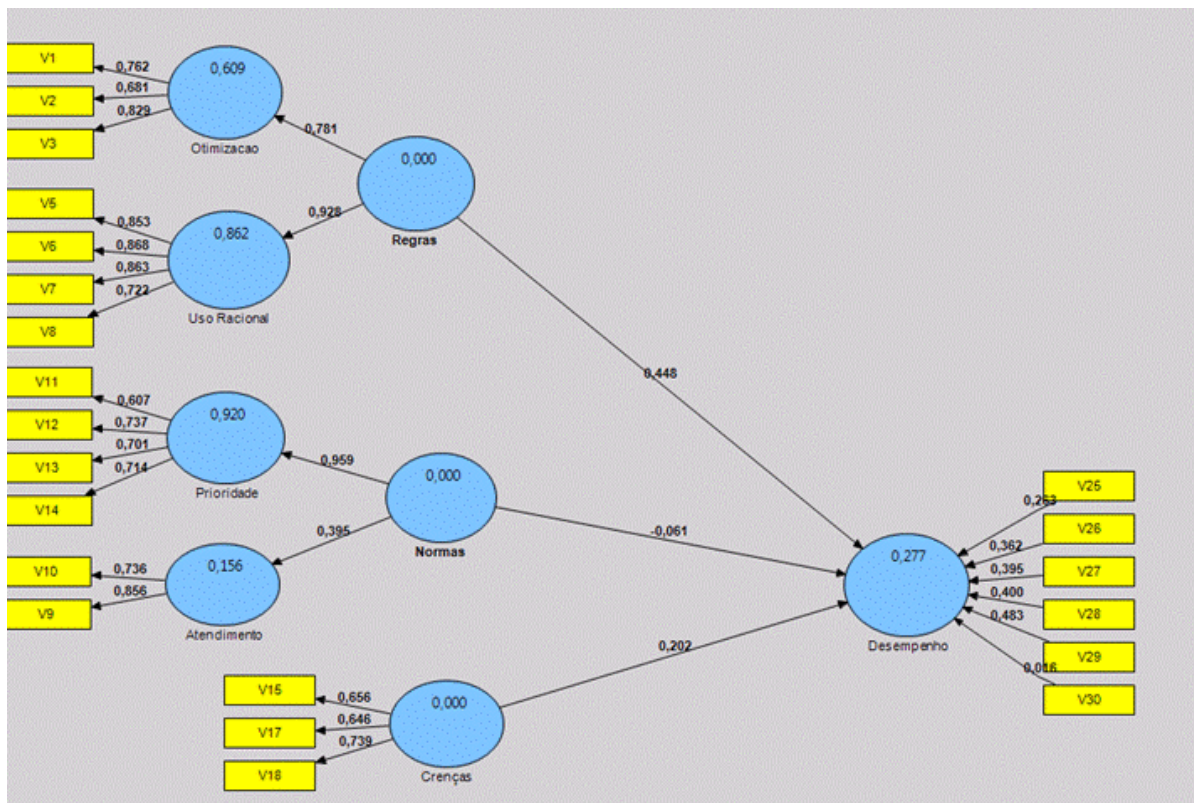 V1
V2
V3
0,762
0,681
0,829
0,609
Otimizacao
0,781
0,000
Regras
V5
V6
V7
V8
0,853
0,868
0,863
0,722
0,862
Uso Racional
0,928
0,448
V11
V12
V13
V14
0,607
0,737
0,701
0,714
0,920
Prioridade
0,959
0,000
Normas
-0,061
V10
V9
0,736
0,856
0,156
Atendimento
0,395
V15
V17
V18
0,656
0,646
0,739
0,000
Crenças
0,202
0,277
Desempenho
0,263
0,362
0,395
0,400
0,483
0,016
V25
V26
V27
V28
V29
V30